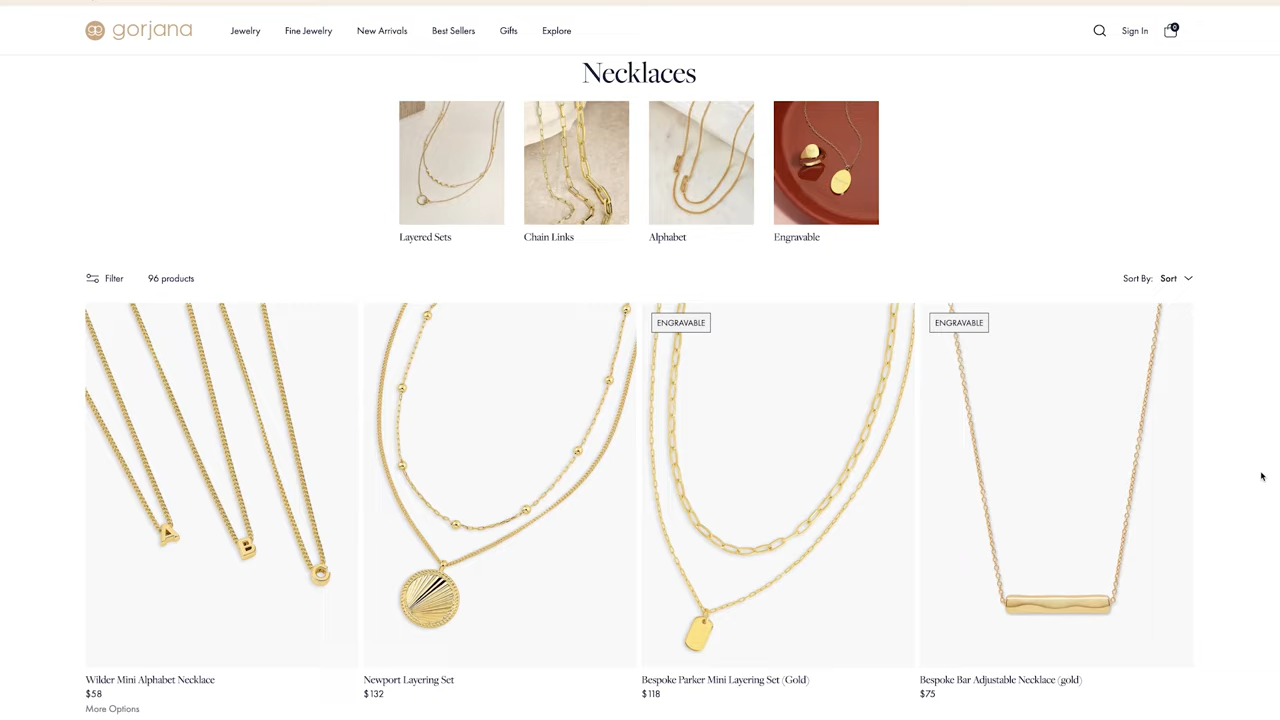 gorjana
Jewelry
Fine Jewelry
New Arrivals
Best Sellers
Gifts
Explore
Sign In
0
Necklaces
Layered Sets
Chain Links
Alphabet
Engravable
Filter
96 products
Sort By: Sort
ENGRAVABLE
ENGRAVABLE
A
B
C
Wilder Mini Alphabet Necklace
$58
More Options
Newport Layering Set
$132
Bespoke Parker Mini Layering Set (Gold)
$118
Bespoke Bar Adjustable Necklace (gold)
$75